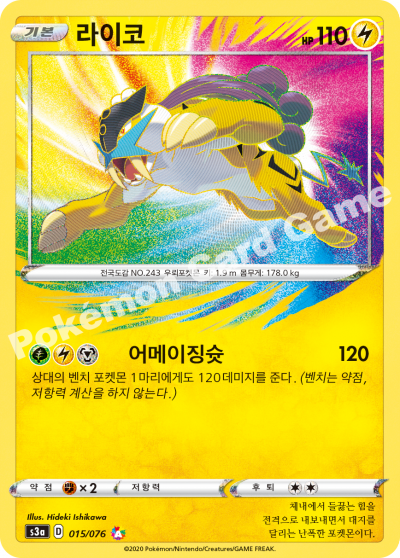 기본 라이코 HP 110
전국도감 NO.243 우뢰포켓몬 키: 1.9 m 몸무게: 178.0 kg
어메이징슛 120
상대의 벤치 포켓몬 1마리에게도 120데미지를 준다. (벤치는 약점,
저항력 계산을 하지 않는다.)
약점 ×2 저항력 후퇴
Illus. Hideki Ishikawa
s3a D 015/076
체내에서 들끓는 힘을
전격으로 내보내면서 대지를
달리는 난폭한 포켓몬이다.
©2020 Pokémon/Nintendo/Creatures/GAME FREAK.
Pokémon Card Game